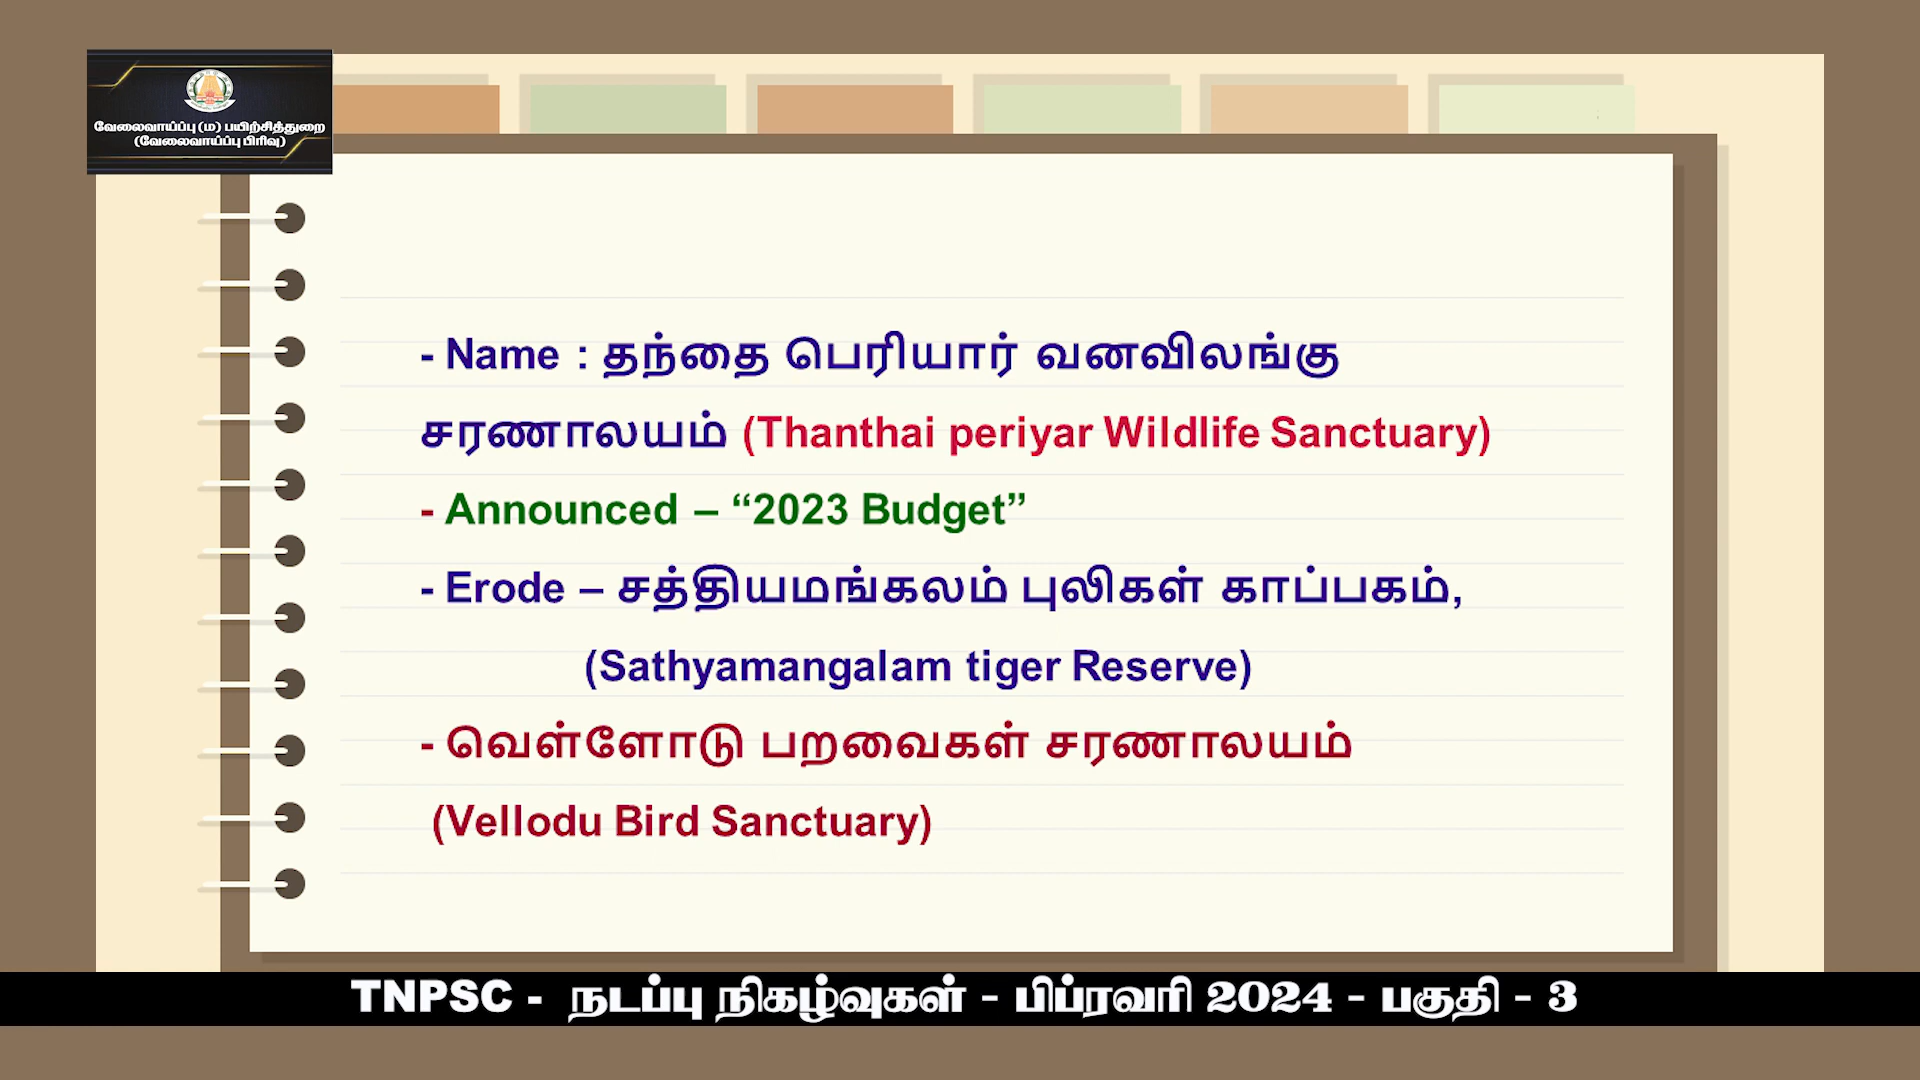 வேலைவாய்ப்பு (ம) பயிற்சித்துறை
(வேலைவாய்ப்பு பிரிவு)
- Name : தந்தை பெரியார் வனவிலங்கு
சரணாலயம் (Thanthai periyar Wildlife Sanctuary)
- Announced – “2023 Budget”
- Erode – சத்தியமங்கலம் புலிகள் காப்பகம்,
(Sathyamangalam tiger Reserve)
- வெள்ளோடு பறவைகள் சரணாலயம்
(Vellodu Bird Sanctuary)
TNPSC - நடப்பு நிகழ்வுகள் - பிப்ரவரி 2024 - பகுதி - 3